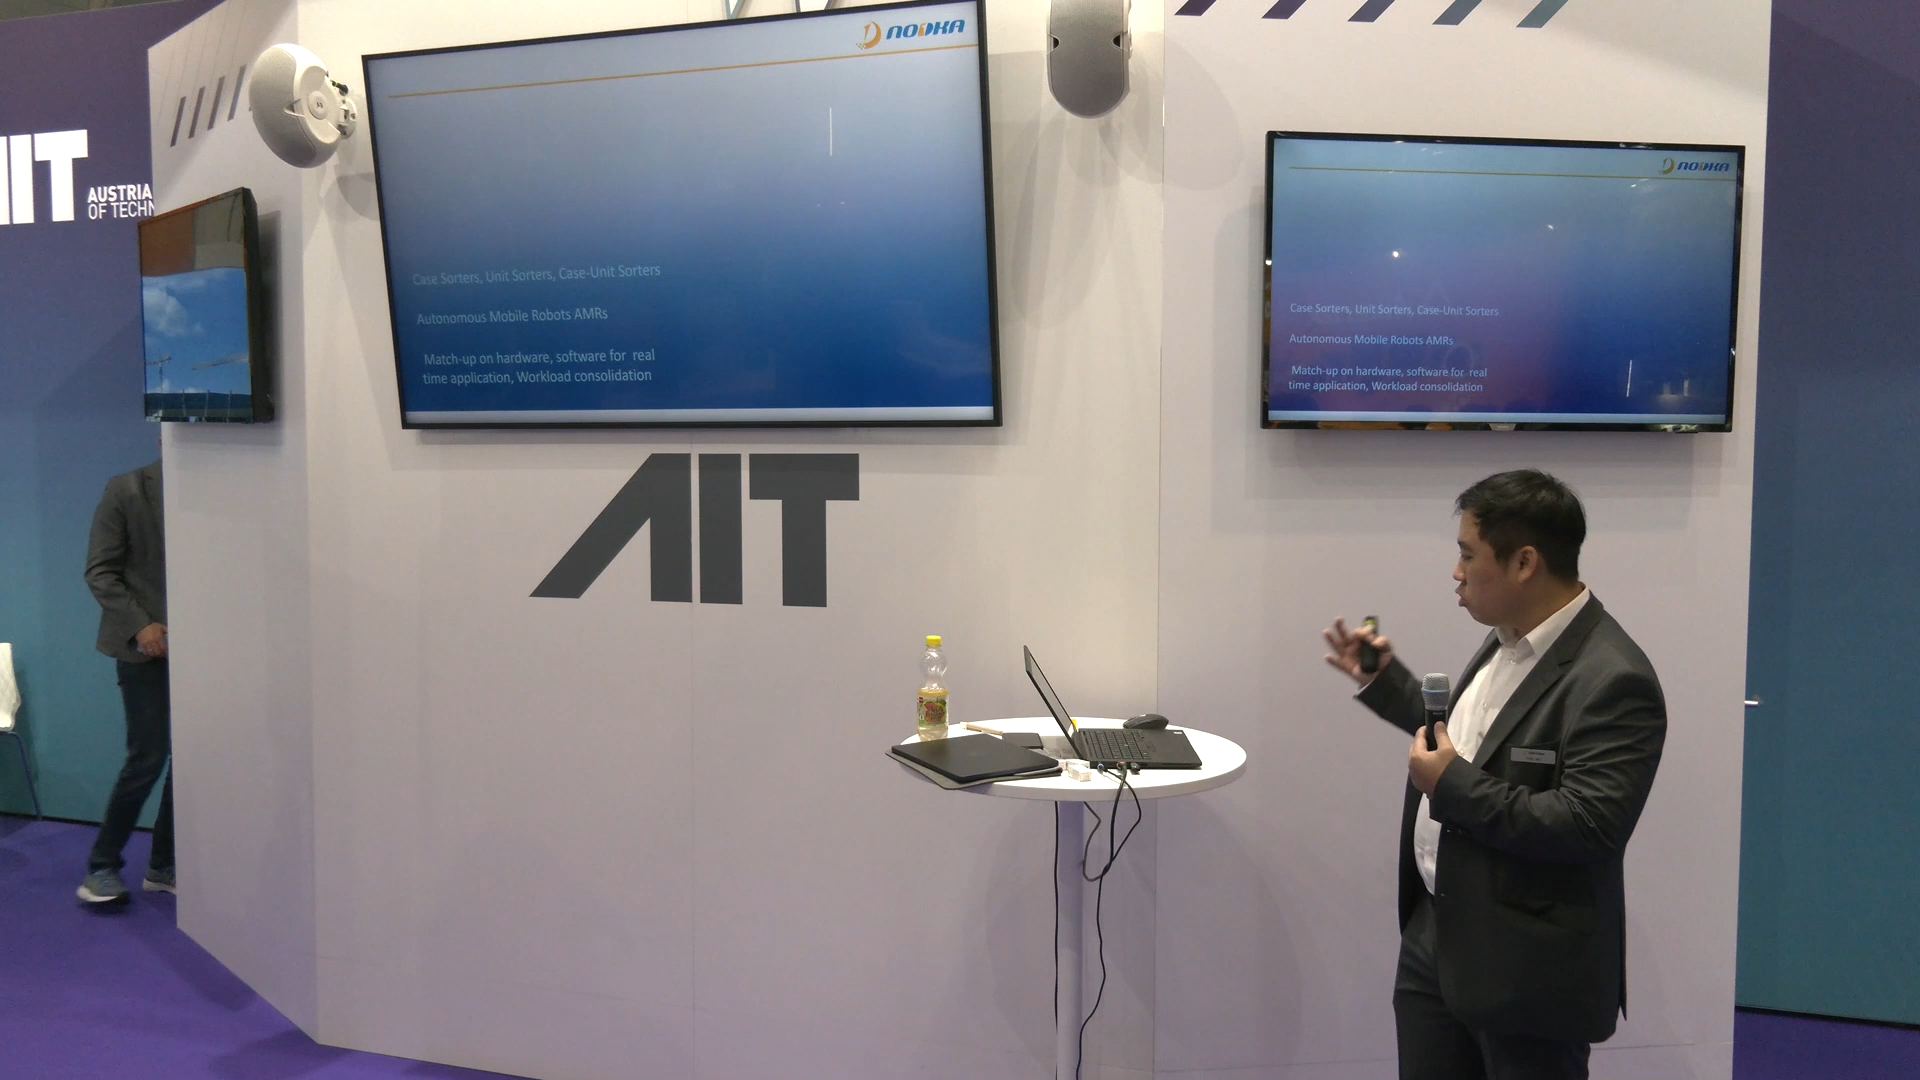 AIT
AUSTRIA
OF TECHN
NODKA
Case Sorters, Unit Sorters, Case-Unit Sorters
Autonomous Mobile Robots AMRs
Match-up on hardware, software for real
time application, Workload consolidation
AIT
NODKA
Case Sorters, Unit Sorters, Case-Unit Sorters
Autonomous Mobile Robots AMRs
Match-up on hardware, software for real
time application, Workload consolidation